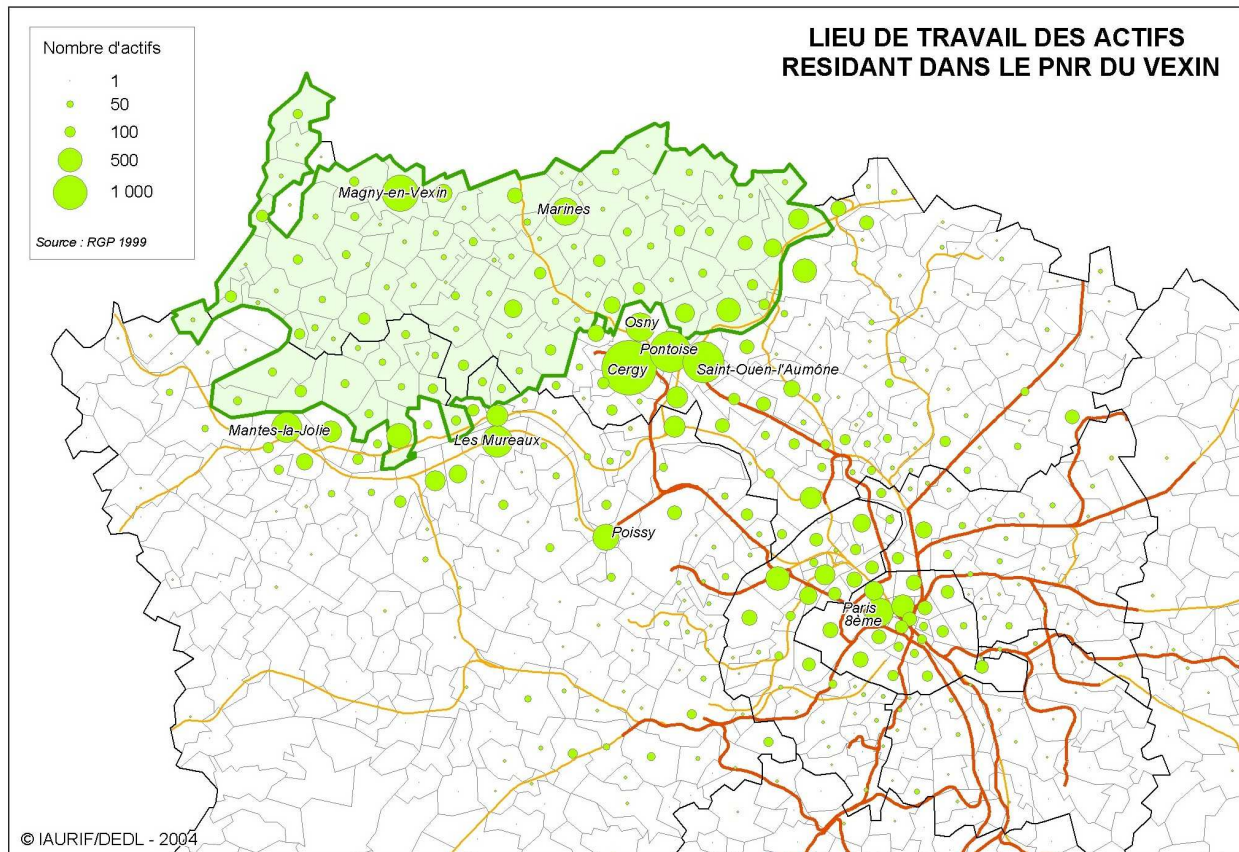 LIEU DE TRAVAIL DES ACTIFS
RESIDANT DANS LE PNR DU VEXIN
Nombre d'actifs
1
50
100
500
1 000
Source : RGP 1999
Magny-en-Vexin
Marines
Osny
Pontoise
Cergy
Saint-Ouen-l'Aumône
Mantes-la-Jolie
Les Mureaux
Poissy
Paris
8ème
© IAURIF/DEDL - 2004